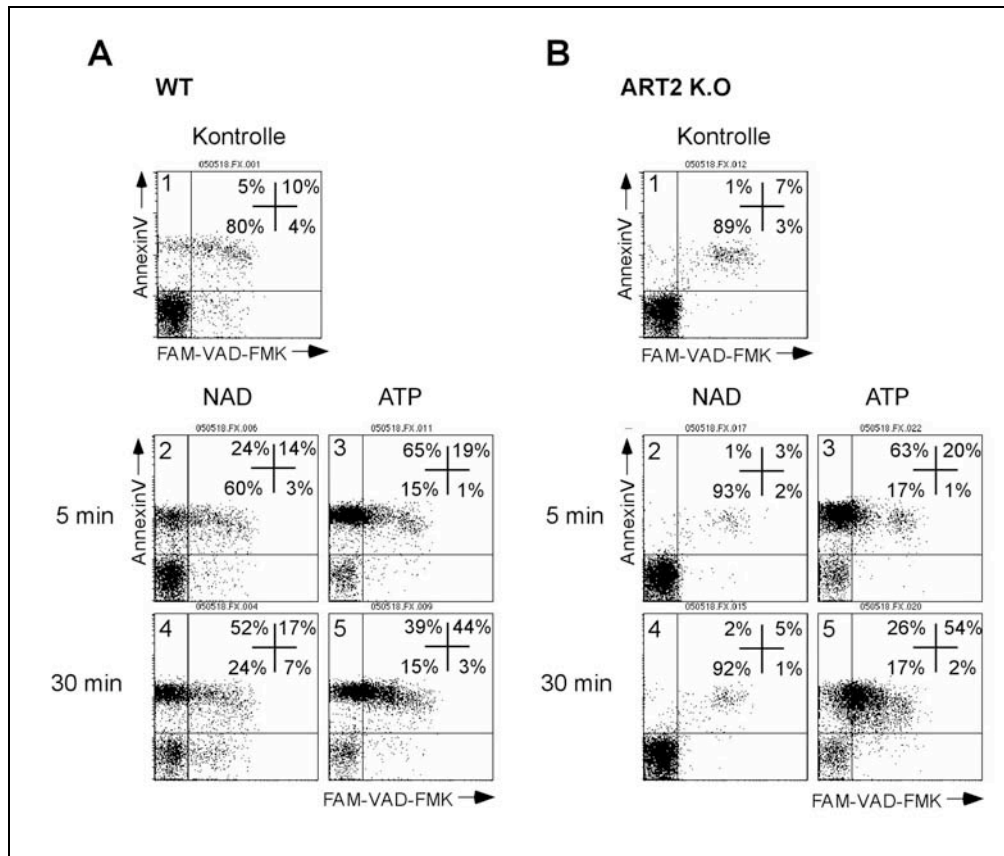 A
WT
Kontrolle
050518.FX.001
1
5% 10%
80% 4%
AnnexinV
FAM-VAD-FMK
NAD ATP
5 min
050518.FX.006
2
24% 14%
60% 3%
AnnexinV
050518.FX.011
3
65% 19%
15% 1%
30 min
050518.FX.004
4
52% 17%
24% 7%
050518.FX.009
5
39% 44%
15% 3%
FAM-VAD-FMK
B
ART2 K.O
Kontrolle
050518.FX.012
1
1% 7%
89% 3%
AnnexinV
FAM-VAD-FMK
NAD ATP
5 min
050518.FX.017
2
1% 3%
93% 2%
AnnexinV
050518.FX.022
3
63% 20%
17% 1%
30 min
050518.FX.015
4
2% 5%
92% 1%
050518.FX.020
5
26% 54%
17% 2%
FAM-VAD-FMK